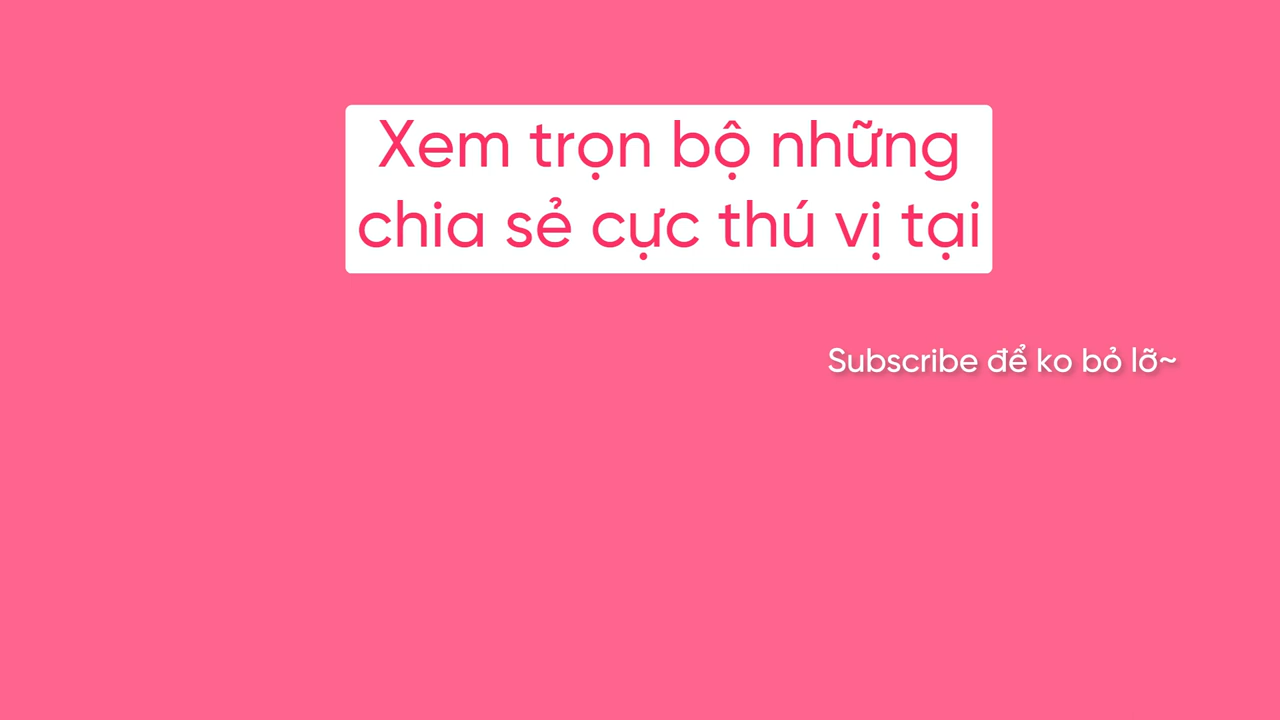 Xem trọn bộ những
chia sẻ cực thú vị tại
Subscribe để ko bỏ lỡ~